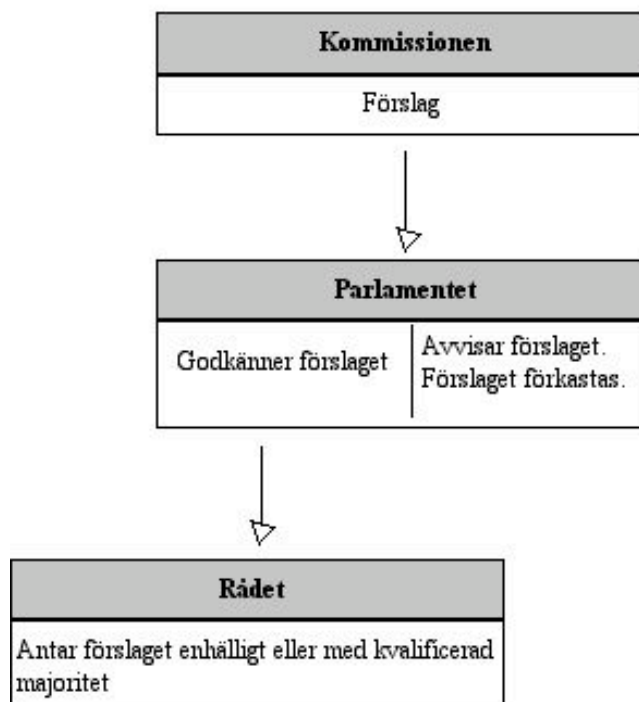 Kommissionen
Förslag
Parlamentet
Godkänner förslaget
Avvisar förslaget.
Förslaget förkastas.
Rådet
Antar förslaget enhälligt eller med kvalificerad
majoritet